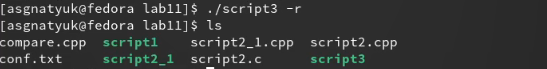 [asgnatyuk@fedora lab11]$ ./script3 -r
[asgnatyuk@fedora lab11]$ ls
compare.cpp script1 script2_1.cpp script2.cpp
conf.txt script2_1 script2.c script3